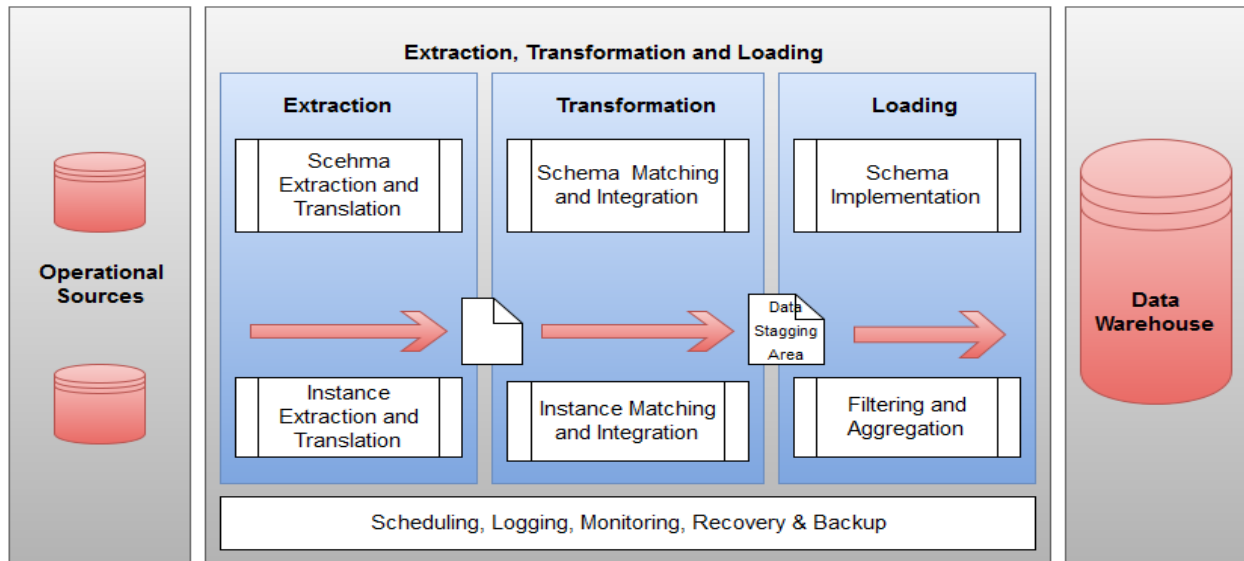 Extraction, Transformation and Loading
Extraction
Transformation
Loading
Scehma
Extraction and
Translation
Schema Matching
and Integration
Schema
Implementation
Operational
Sources
Data
Stagging
Area
Data
Warehouse
Instance
Extraction and
Translation
Instance Matching
and Integration
Filtering and
Aggregation
Scheduling, Logging, Monitoring, Recovery & Backup